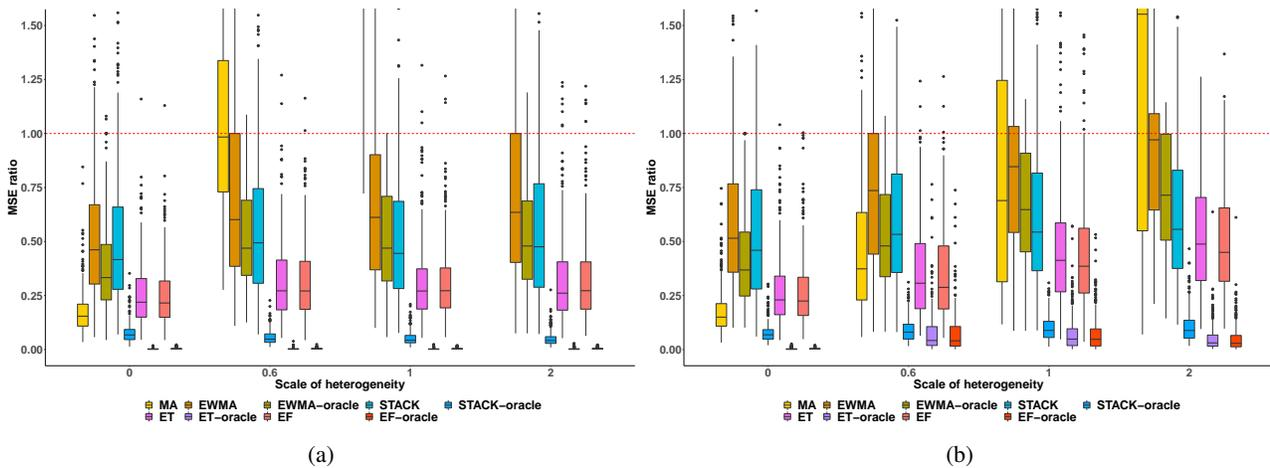 1.50
1.25
1.00
0.75
0.50
0.25
0.00
MSE ratio
0 0.6 1 2
Scale of heterogeneity
MA EWMA EWMA−oracle STACK STACK−oracle
ET ET−oracle EF EF−oracle
(a)
1.50
1.25
1.00
0.75
0.50
0.25
0.00
MSE ratio
0 0.6 1 2
Scale of heterogeneity
MA EWMA EWMA−oracle STACK STACK−oracle
ET ET−oracle EF EF−oracle
(b)